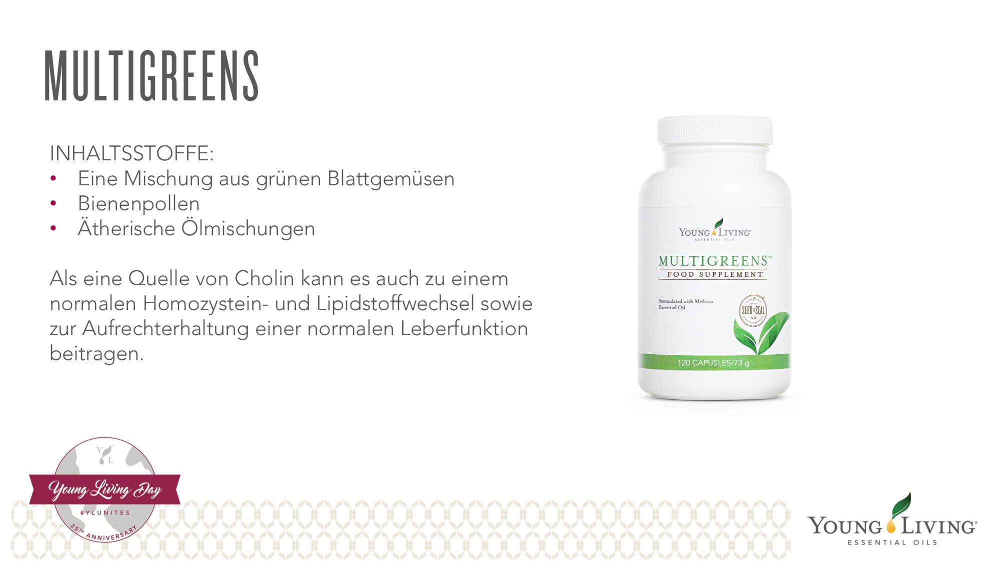 MULTIGREENS
INHALTSSTOFFE:
• Eine Mischung aus grünen Blattgemüsen
• Bienenpollen
• Ätherische Ölmischungen
Als eine Quelle von Cholin kann es auch zu einem
normalen Homozystein- und Lipidstoffwechsel sowie
zur Aufrechterhaltung einer normalen Leberfunktion
beitragen.
YOUNG LIVING®
ESSENTIAL OILS
MULTIGREENS™
FOOD SUPPLEMENT
Formulated with Melissa
Essential Oil
SEED TO SEAL
120 CAPUSLES/73 g
Y L
Young Living Day
#YLUNITES
25TH ANNIVERSARY
YOUNG LIVING®
ESSENTIAL OILS